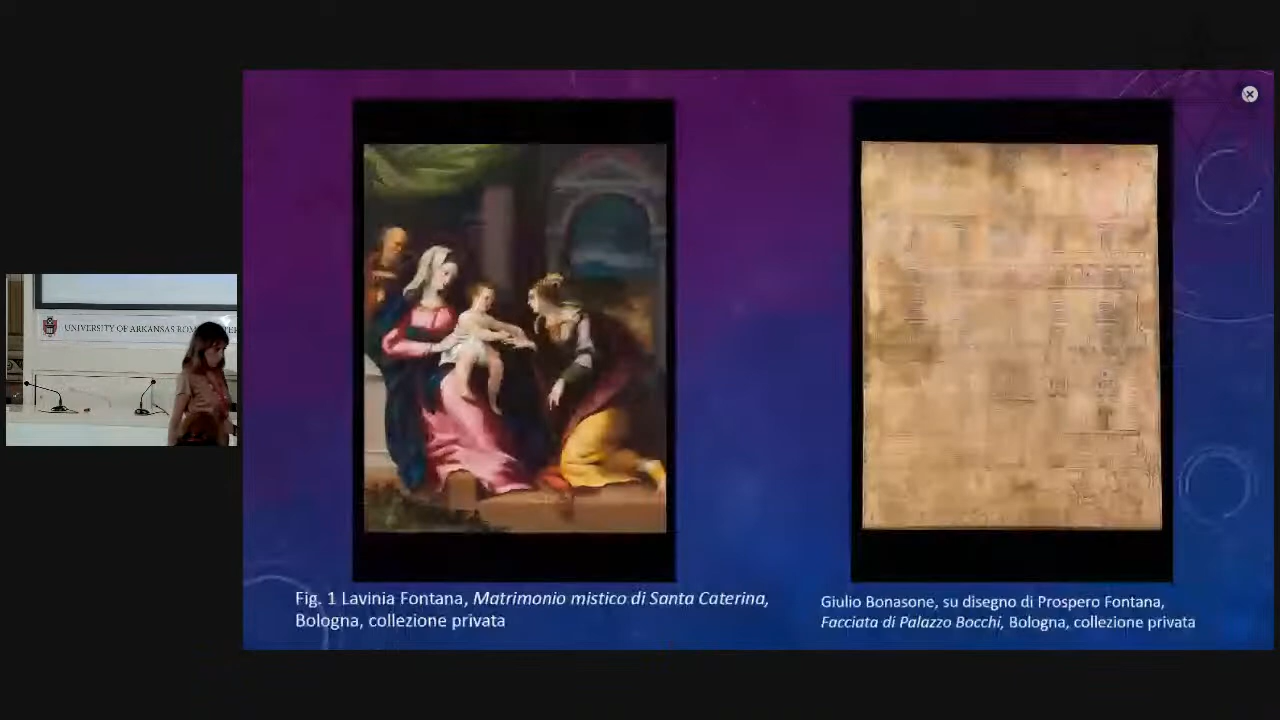 UNIVERSITY OF ARKANSAS ROM
Fig. 1 Lavinia Fontana, Matrimonio mistico di Santa Caterina,
Bologna, collezione privata
Giulio Bonasone, su disegno di Prospero Fontana,
Facciata di Palazzo Bocchi, Bologna, collezione privata